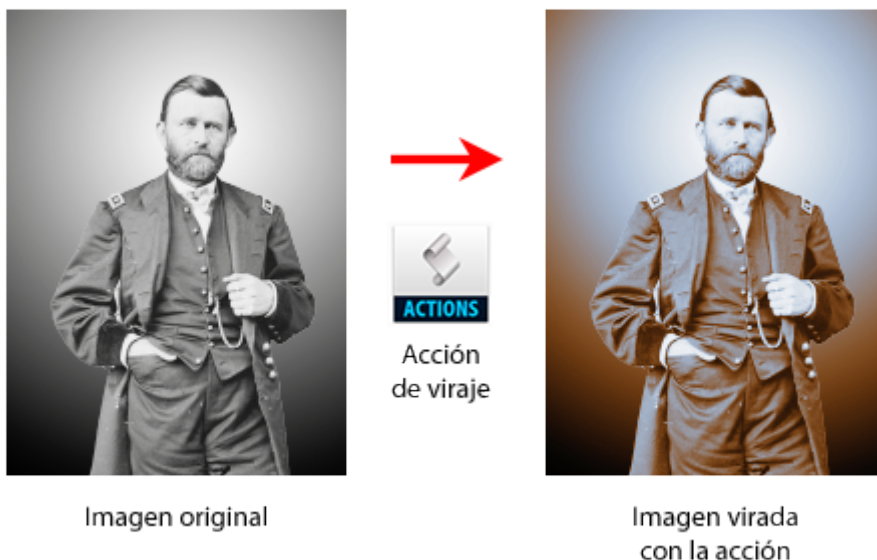 ACTIONS
Acción
de viraje
Imagen original
Imagen virada
con la acción